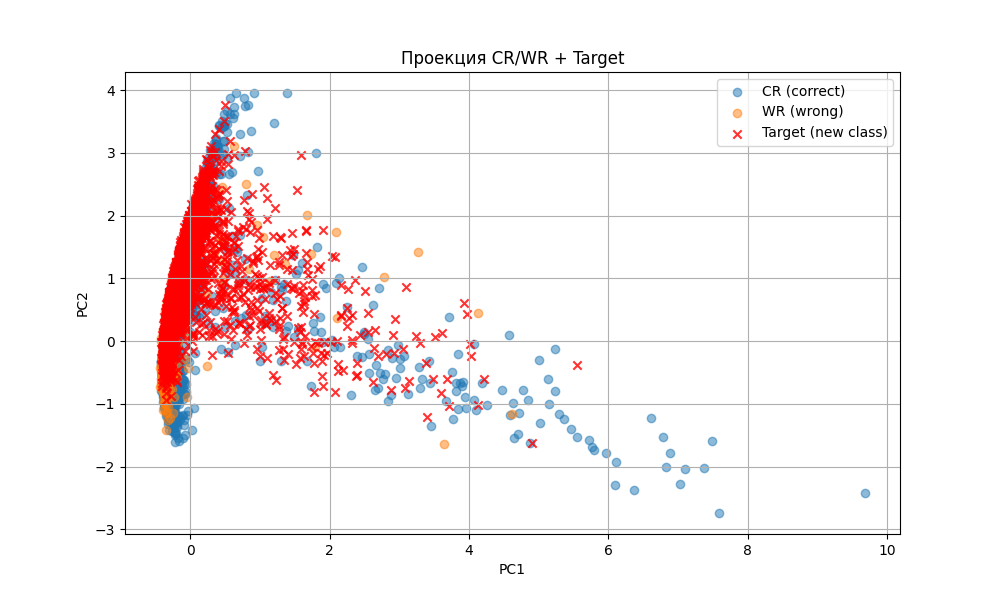 Проекция CR/WR + Target
CR (correct)
WR (wrong)
Target (new class)
PC2
4
3
2
1
0
−1
−2
−3
0 2 4 6 8 10
PC1